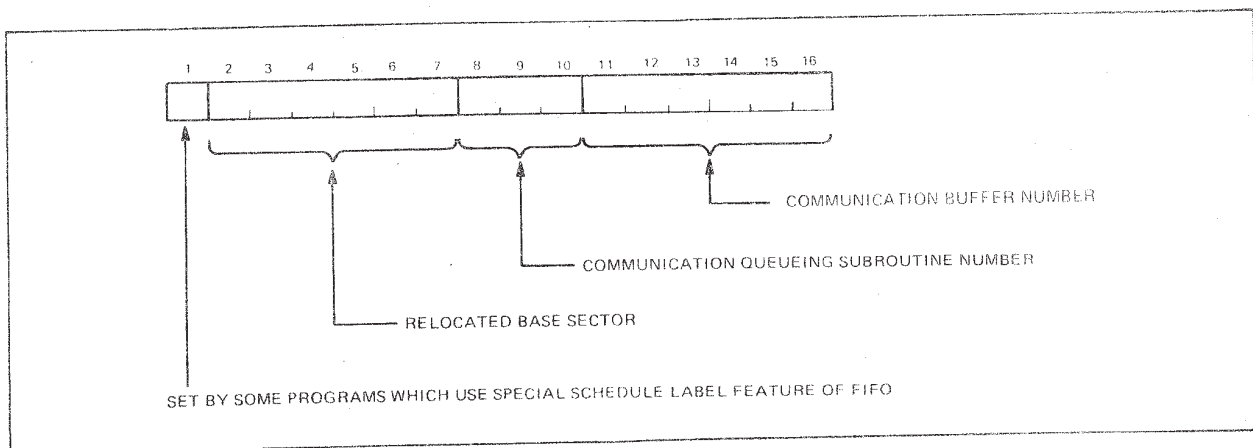 1 2 3 4 5 6 7 8 9 10 11 12 13 14 15 16
COMMUNICATION BUFFER NUMBER
COMMUNICATION QUEUEING SUBROUTINE NUMBER
RELOCATED BASE SECTOR
SET BY SOME PROGRAMS WHICH USE SPECIAL SCHEDULE LABEL FEATURE OF FIFO